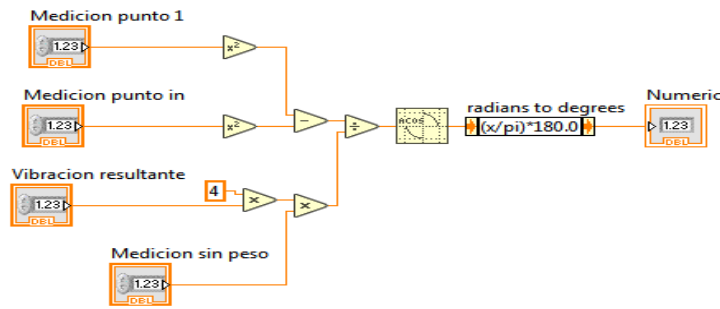 Medicion punto 1
1.23
DBL
x²
Medicion punto in
1.23
DBL
x²
-
÷
ACOS
radians to degrees
(x/pi)*180.0
Numeric
1.23
DBL
Vibracion resultante
1.23
DBL
4
x
x
Medicion sin peso
1.23
DBL